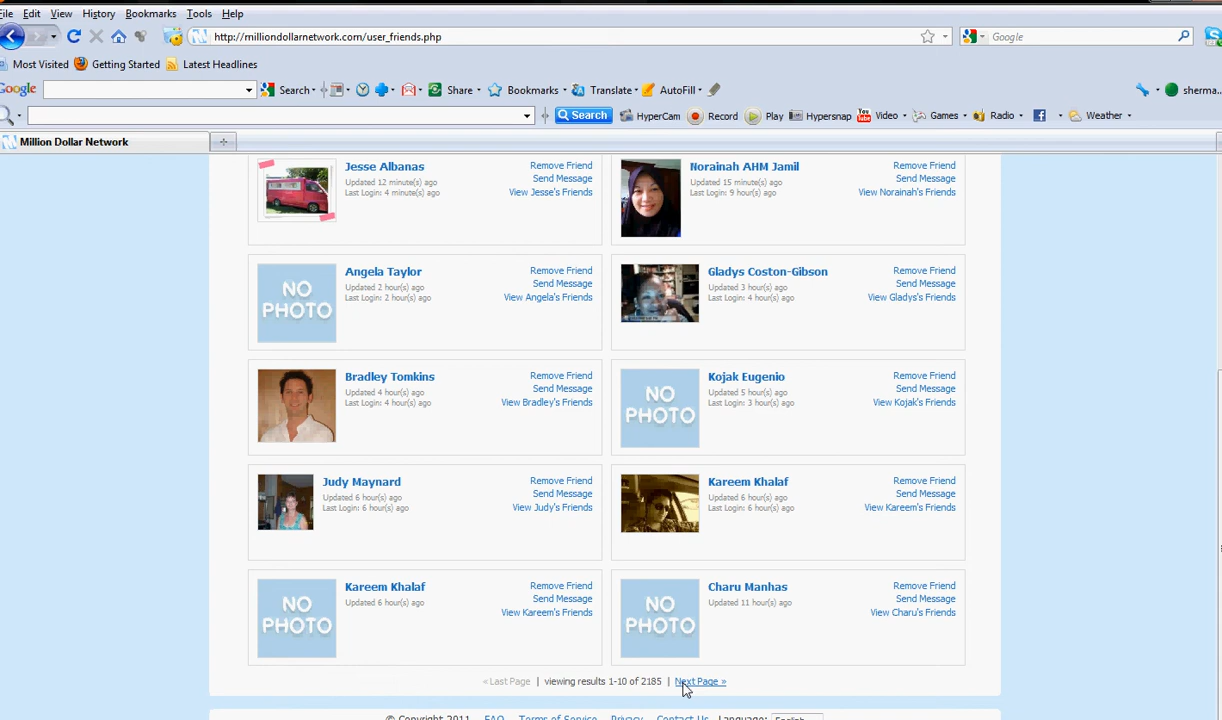 File Edit View History Bookmarks Tools Help
http://milliondollarnetwork.com/user_friends.php
Google
Most Visited Getting Started Latest Headlines
Google Search Share Bookmarks Translate AutoFill sherma...
Search HyperCam Record Play Hypersnap You Tube Video Games Radio Weather
Million Dollar Network
Jesse Albanas
Updated 12 minute(s) ago
Last Login: 4 minute(s) ago
Remove Friend
Send Message
View Jesse's Friends
Norainah AHM Jamil
Updated 15 minute(s) ago
Last Login: 9 hour(s) ago
Remove Friend
Send Message
View Norainah's Friends
NO PHOTO
Angela Taylor
Updated 2 hour(s) ago
Last Login: 2 hour(s) ago
Remove Friend
Send Message
View Angela's Friends
Gladys Coston-Gibson
Updated 3 hour(s) ago
Last Login: 4 hour(s) ago
Remove Friend
Send Message
View Gladys's Friends
Bradley Tomkins
Updated 4 hour(s) ago
Last Login: 4 hour(s) ago
Remove Friend
Send Message
View Bradley's Friends
NO PHOTO
Kojak Eugenio
Updated 5 hour(s) ago
Last Login: 3 hour(s) ago
Remove Friend
Send Message
View Kojak's Friends
Judy Maynard
Updated 6 hour(s) ago
Last Login: 6 hour(s) ago
Remove Friend
Send Message
View Judy's Friends
Kareem Khalaf
Updated 6 hour(s) ago
Last Login: 6 hour(s) ago
Remove Friend
Send Message
View Kareem's Friends
NO PHOTO
Kareem Khalaf
Updated 6 hour(s) ago
Remove Friend
Send Message
View Kareem's Friends
NO PHOTO
Charu Manhas
Updated 11 hour(s) ago
Remove Friend
Send Message
View Charu's Friends
« Last Page | viewing results 1-10 of 2185 | Next Page »
© Copyright 2011 FAQ Terms of Service Privacy Contact Us Language: English